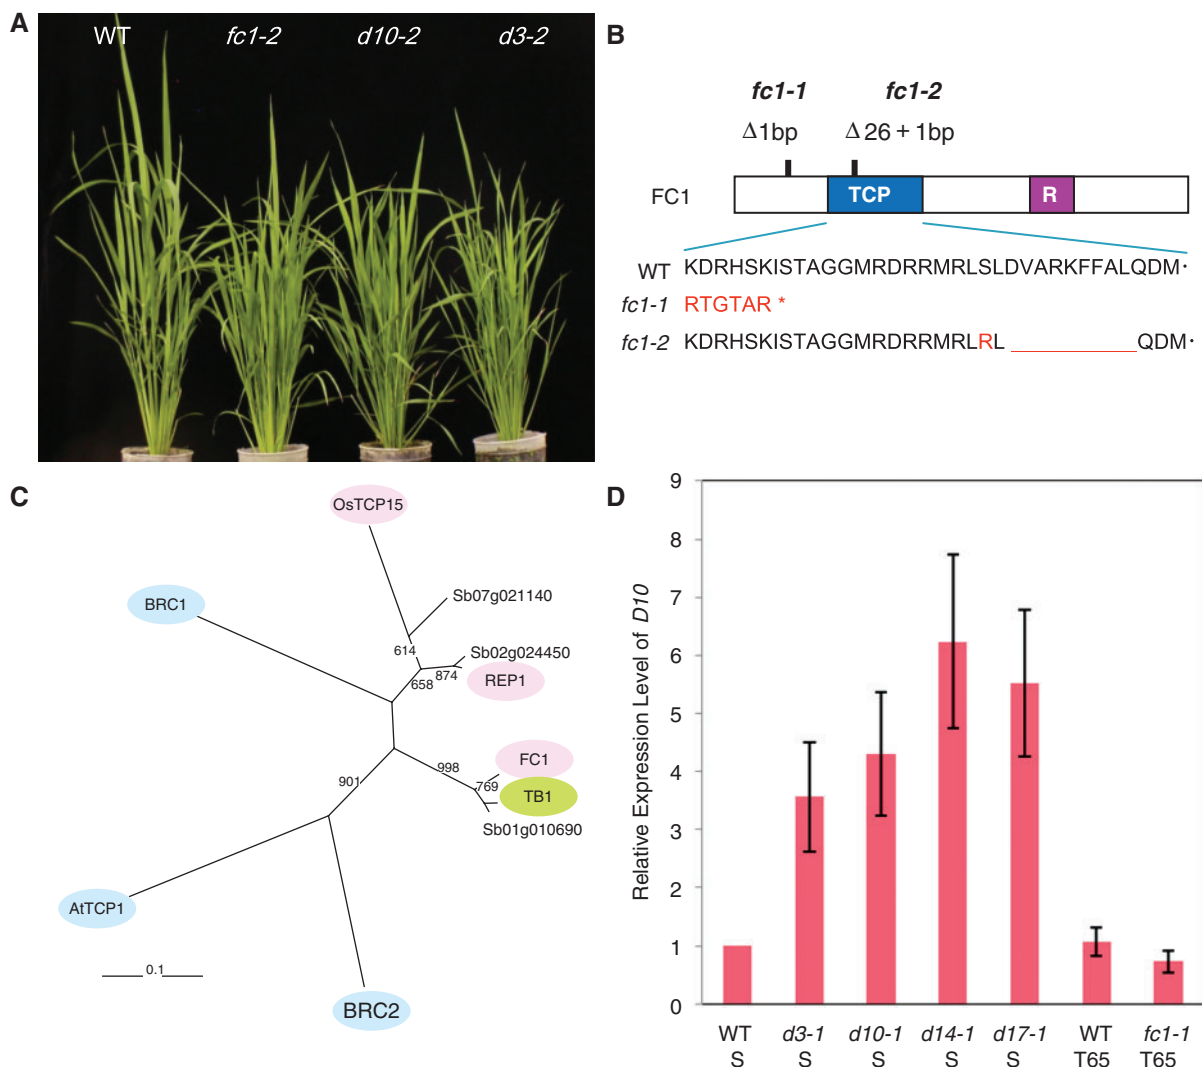 A
WT fc1-2 d10-2 d3-2
B
fc1-1 fc1-2
Δ1bp Δ 26 + 1bp
FC1 TCP R
WT KDRHSKISTAGGMRDRRMRLSLDVARKFFALQDM·
fc1-1 RTGTAR *
fc1-2 KDRHSKISTAGGMRDRRMRLRL QDM·
C
OsTCP15
BRC1
Sb07g021140
614
Sb02g024450
874
658
REP1
FC1
998
769
901
TB1
Sb01g010690
AtTCP1
0.1
BRC2
D
Relative Expression Level of D10
9
8
7
6
5
4
3
2
1
0
WT d3-1 d10-1 d14-1 d17-1 WT fc1-1
S S S S S T65 T65